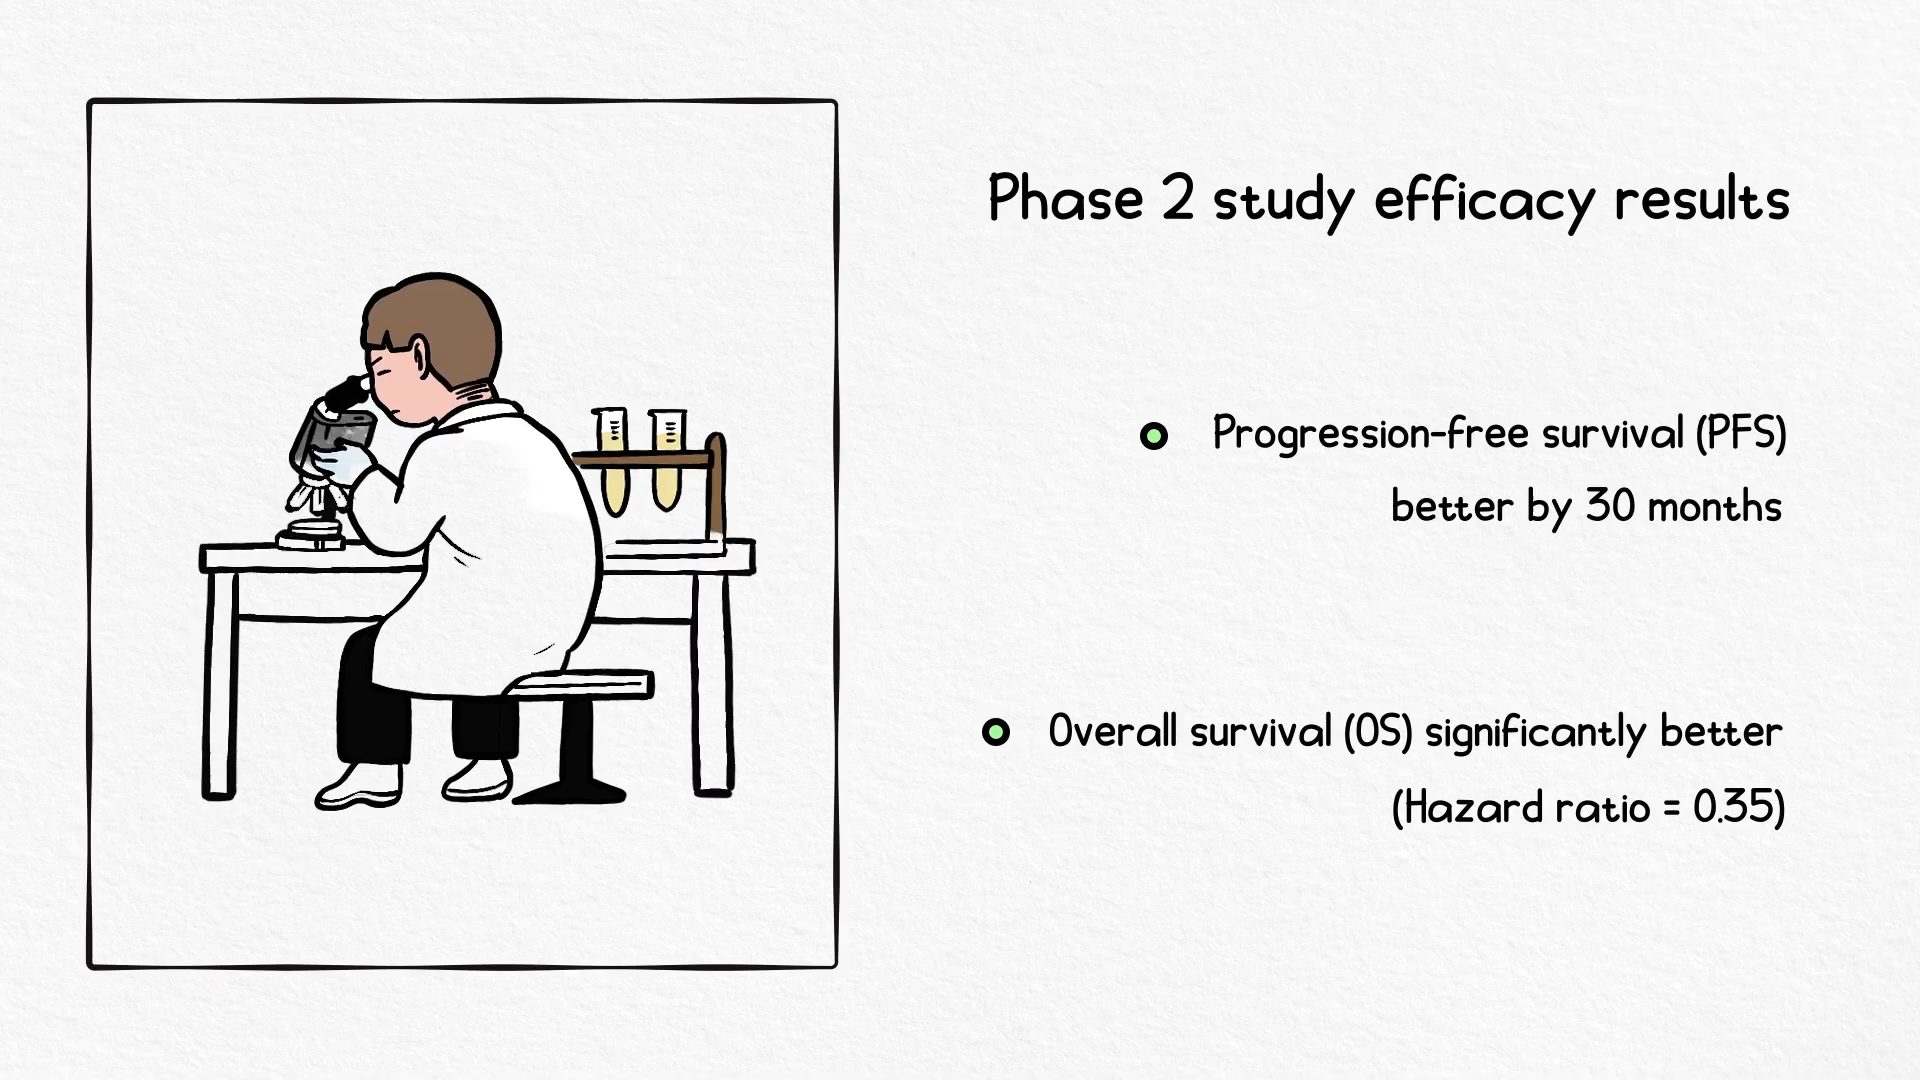 Phase 2 study efficacy results
Progression-free survival (PFS)
better by 30 months
Overall survival (OS) significantly better
(Hazard ratio = 0.35)